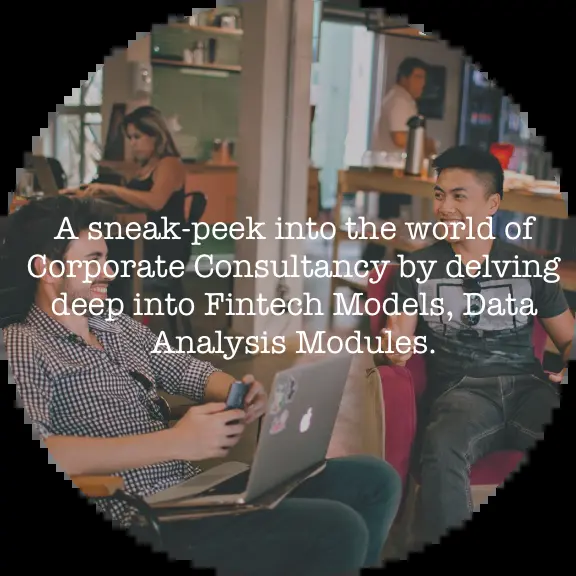 A sneak-peek into the world of
Corporate Consultancy by delving
deep into Fintech Models, Data
Analysis Modules.